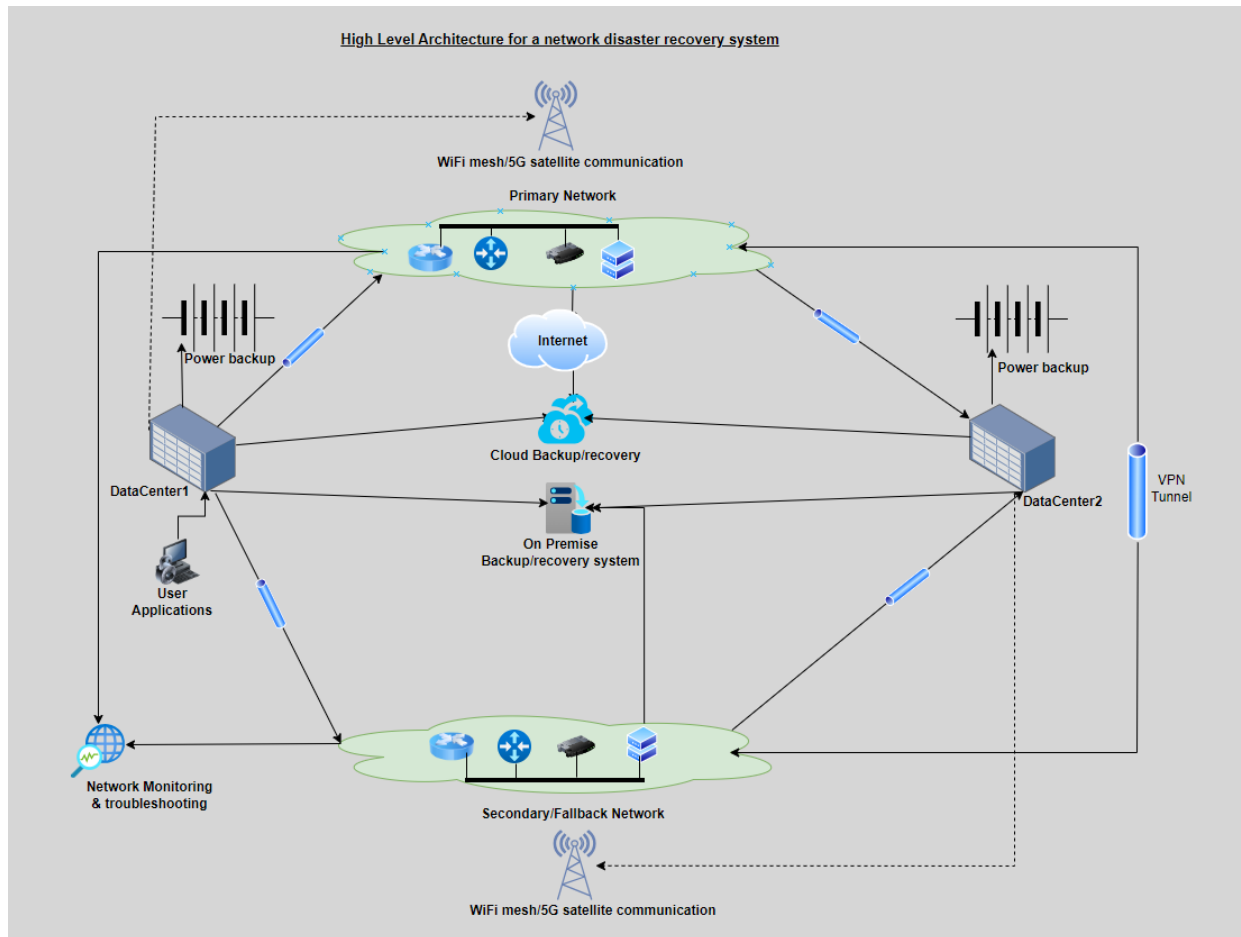 High Level Architecture for a network disaster recovery system
WiFi mesh/5G satellite communication
Primary Network
Internet
Power backup
Power backup
Cloud Backup/recovery
DataCenter1
DataCenter2
VPN
Tunnel
On Premise
Backup/recovery system
User
Applications
Network Monitoring
& troubleshooting
Secondary/Fallback Network
WiFi mesh/5G satellite communication